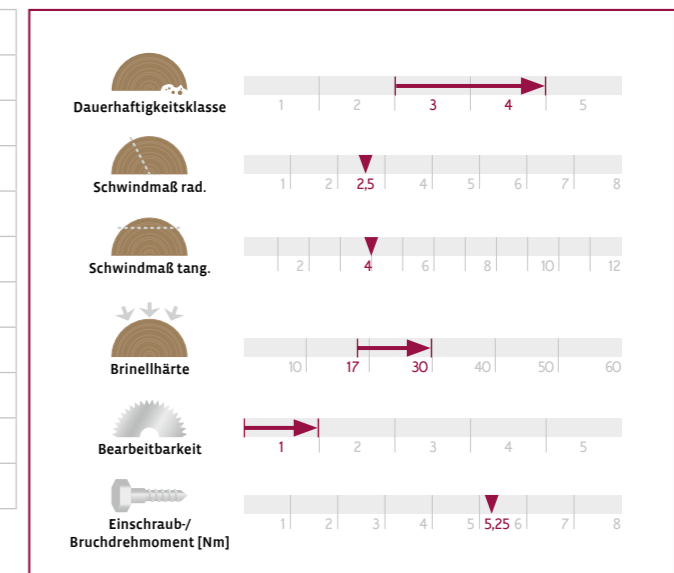 1 2 3 4 5
Dauerhaftigkeitsklasse
1 2 2,5 4 5 6 7 8
Schwindmaß rad.
2 4 6 8 10 12
Schwindmaß tang.
10 17 30 40 50 60
Brinellhärte
1 2 3 4 5
Bearbeitbarkeit
1 2 3 4 5 5,25 6 7 8
Einschraub-/
Bruchdrehmoment [Nm]